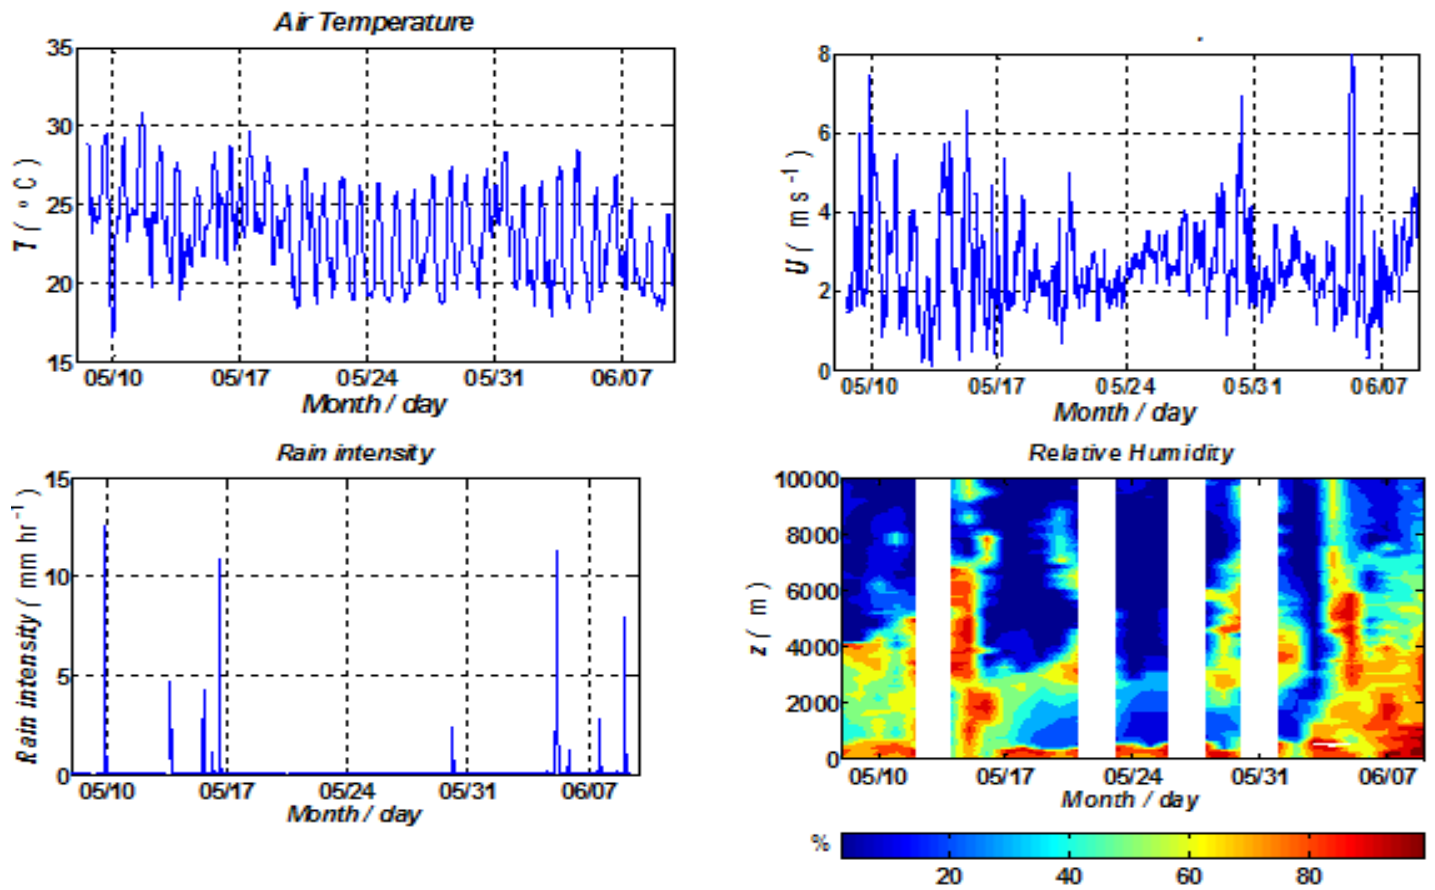 Air Temperature
35
30
25
20
15
T ( ° C )
05/10 05/17 05/24 05/31 06/07
Month / day
8
6
4
2
0
U ( m s⁻¹ )
05/10 05/17 05/24 05/31 06/07
Month / day
Rain intensity
15
10
5
0
Rain intensity ( mm hr⁻¹ )
05/10 05/17 05/24 05/31 06/07
Month / day
Relative Humidity
10000
8000
6000
4000
2000
0
z ( m )
05/10 05/17 05/24 05/31 06/07
Month / day
% 20 40 60 80